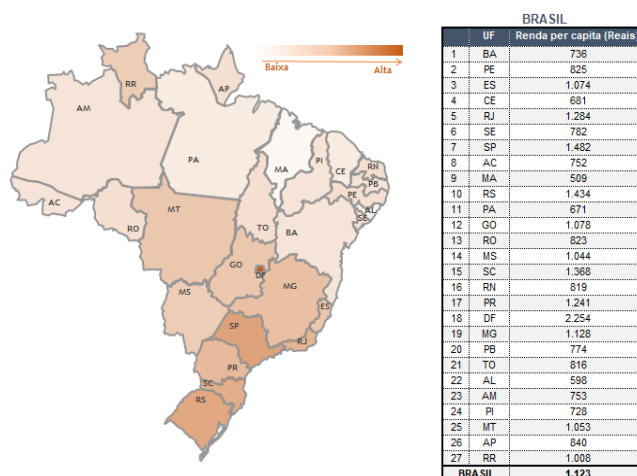 BRASIL
UF Renda per capita (Reais)
1 BA 736
2 PE 825
3 ES 1.074
4 CE 681
5 RJ 1.284
6 SE 782
7 SP 1.482
8 AC 752
9 MA 509
10 RS 1.434
11 PA 671
12 GO 1.078
13 RO 823
14 MS 1.044
15 SC 1.368
16 RN 819
17 PR 1.241
18 DF 2.254
19 MG 1.128
20 PB 774
21 TO 816
22 AL 598
23 AM 753
24 PI 728
25 MT 1.053
26 AP 840
27 RR 1.008
BRASIL 1.123
Baixa Alta
RR
AP
AM
PA
MA
PI
CE
RN
PB
PE
AL
SE
AC
RO
MT
TO
BA
GO
DF
MG
ES
MS
SP
RJ
PR
SC
RS